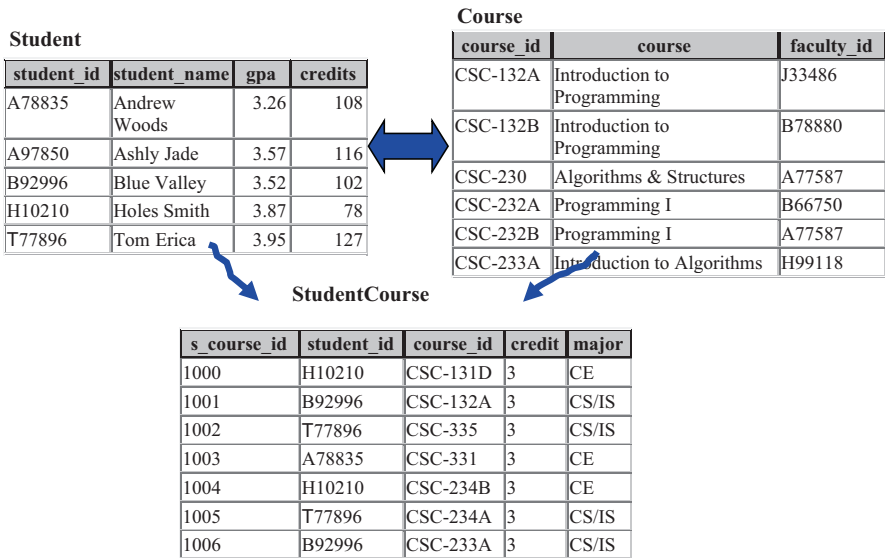 Student
student_id student_name gpa credits
A78835 Andrew Woods 3.26 108
A97850 Ashly Jade 3.57 116
B92996 Blue Valley 3.52 102
H10210 Holes Smith 3.87 78
T77896 Tom Erica 3.95 127
Course
course_id course faculty_id
CSC-132A Introduction to Programming J33486
CSC-132B Introduction to Programming B78880
CSC-230 Algorithms & Structures A77587
CSC-232A Programming I B66750
CSC-232B Programming I A77587
CSC-233A Introduction to Algorithms H99118
StudentCourse
s_course_id student_id course_id credit major
1000 H10210 CSC-131D 3 CE
1001 B92996 CSC-132A 3 CS/IS
1002 T77896 CSC-335 3 CS/IS
1003 A78835 CSC-331 3 CE
1004 H10210 CSC-234B 3 CE
1005 T77896 CSC-234A 3 CS/IS
1006 B92996 CSC-233A 3 CS/IS